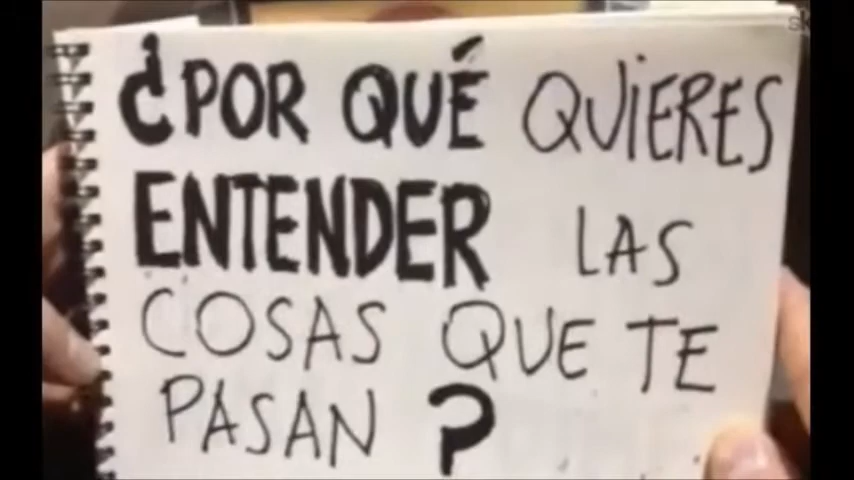 ¿POR QUÉ QUIERES
ENTENDER LAS
COSAS QUE TE
PASAN?